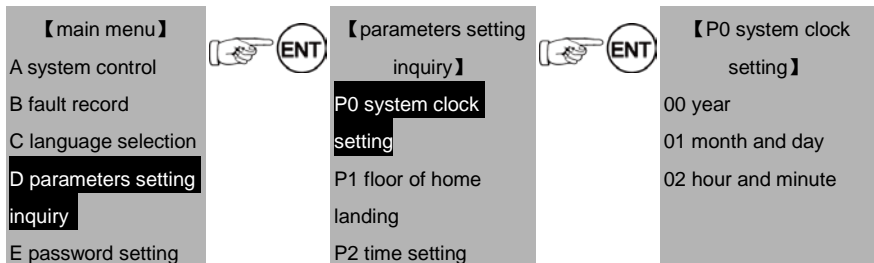 【main menu】
A system control
B fault record
C language selection
D parameters setting
inquiry
E password setting
ENT
【parameters setting
inquiry】
P0 system clock
setting
P1 floor of home
landing
P2 time setting
ENT
【P0 system clock
setting】
00 year
01 month and day
02 hour and minute